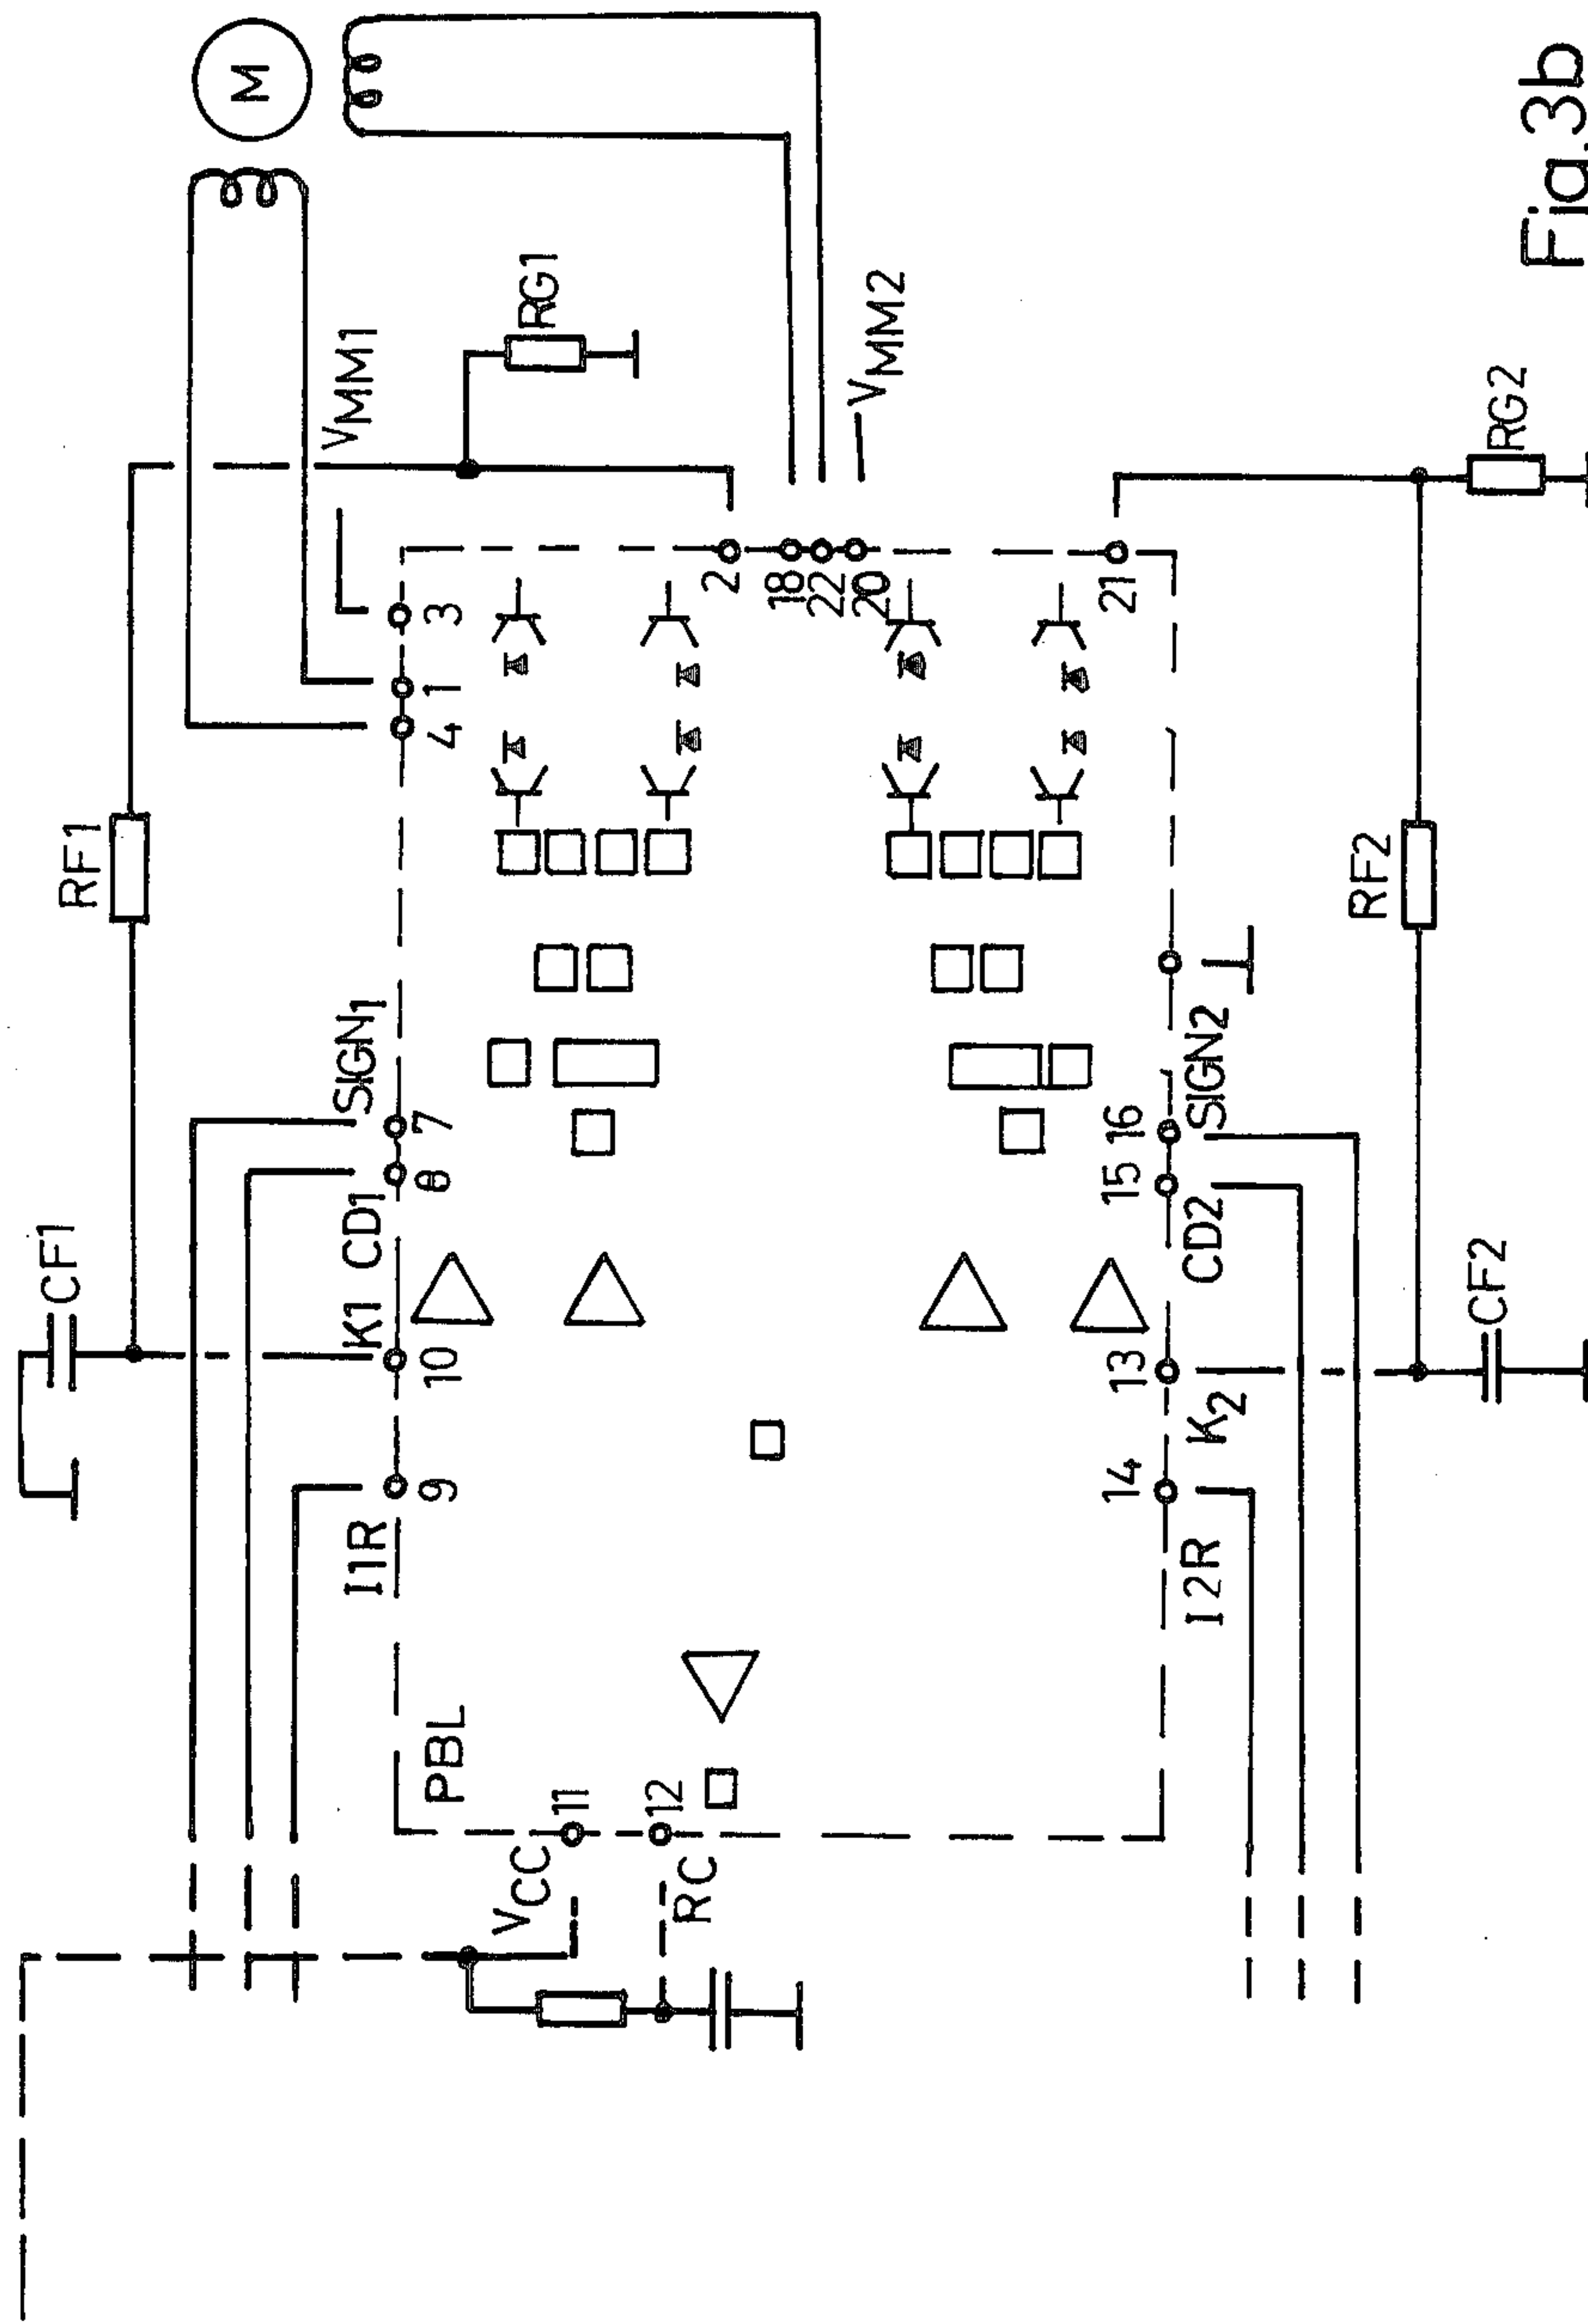 CF1
RF1
M
I1R
K1
CD1
SIGN1
VMM1
9
10
8
7
4
1
3
PBL
RG1
VCC
11
2
12
RC
18
22
20
VMM2
14
13
15
16
21
I2R
K2
CD2
SIGN2
RF2
CF2
RG2
Fig.3b